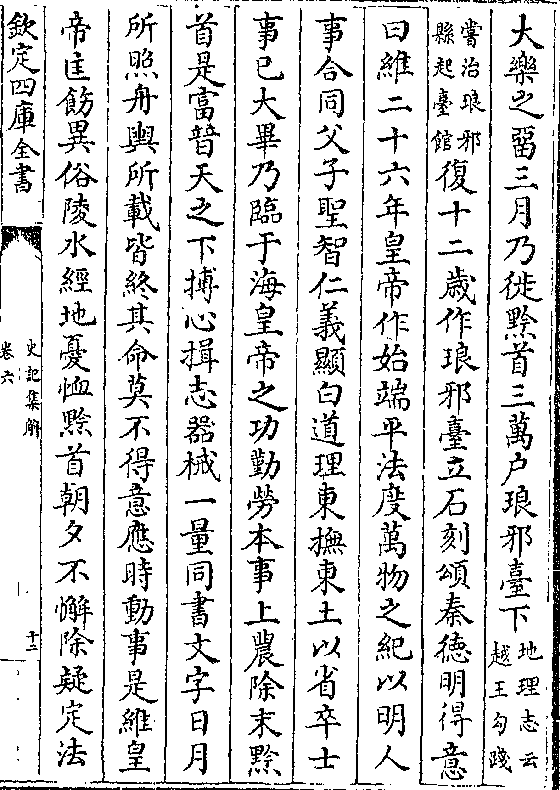 大樂之畱三月乃徙黔首三萬戶琅邪臺下地理志云越王勾踐
嘗治琅邪縣起臺館復十二歳作琅邪臺立石刻頌秦德明得意
曰維二十六年皇帝作始端平法度萬物之紀以明人
事合同父子聖智仁義顯白道理東撫東土以省卒士
事已大畢乃臨于海皇帝之功勤勞本事上農除末黔
首是富普天之下摶心揖志器械一量同書文字日月
所照舟輿所載皆終其命莫不得意應時動事是維皇
帝匡飭異俗陵水經地憂恤黔首朝夕不懈除疑定法
欽定四庫全書
史記集解
卷六
十三